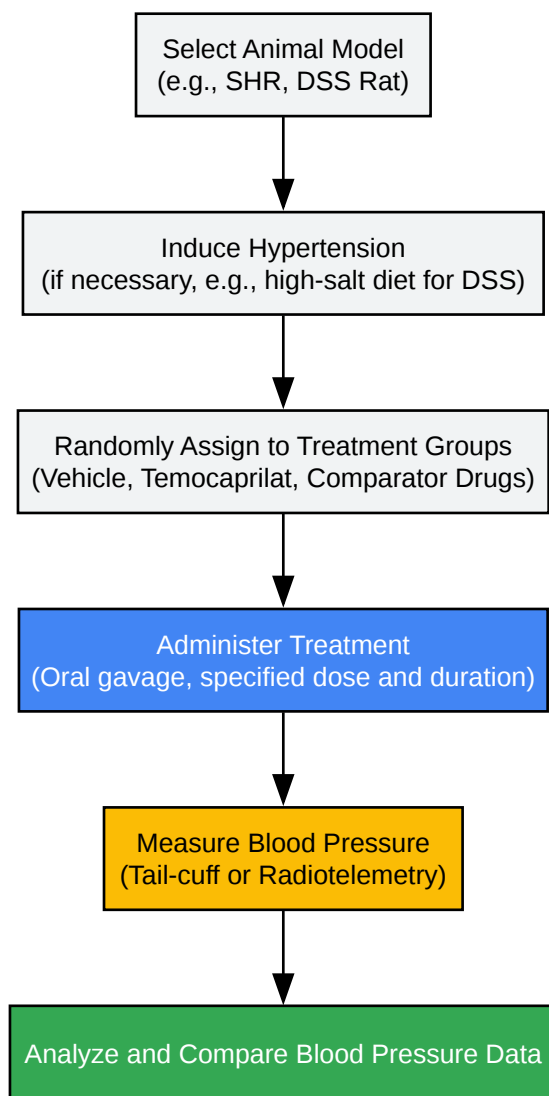 Select Animal Model
(e.g., SHR, DSS Rat)
Induce Hypertension
(if necessary, e.g., high-salt diet for DSS)
Randomly Assign to Treatment Groups
(Vehicle, Temocaprilat, Comparator Drugs)
Administer Treatment
(Oral gavage, specified dose and duration)
Measure Blood Pressure
(Tail-cuff or Radiotelemetry)
Analyze and Compare Blood Pressure Data